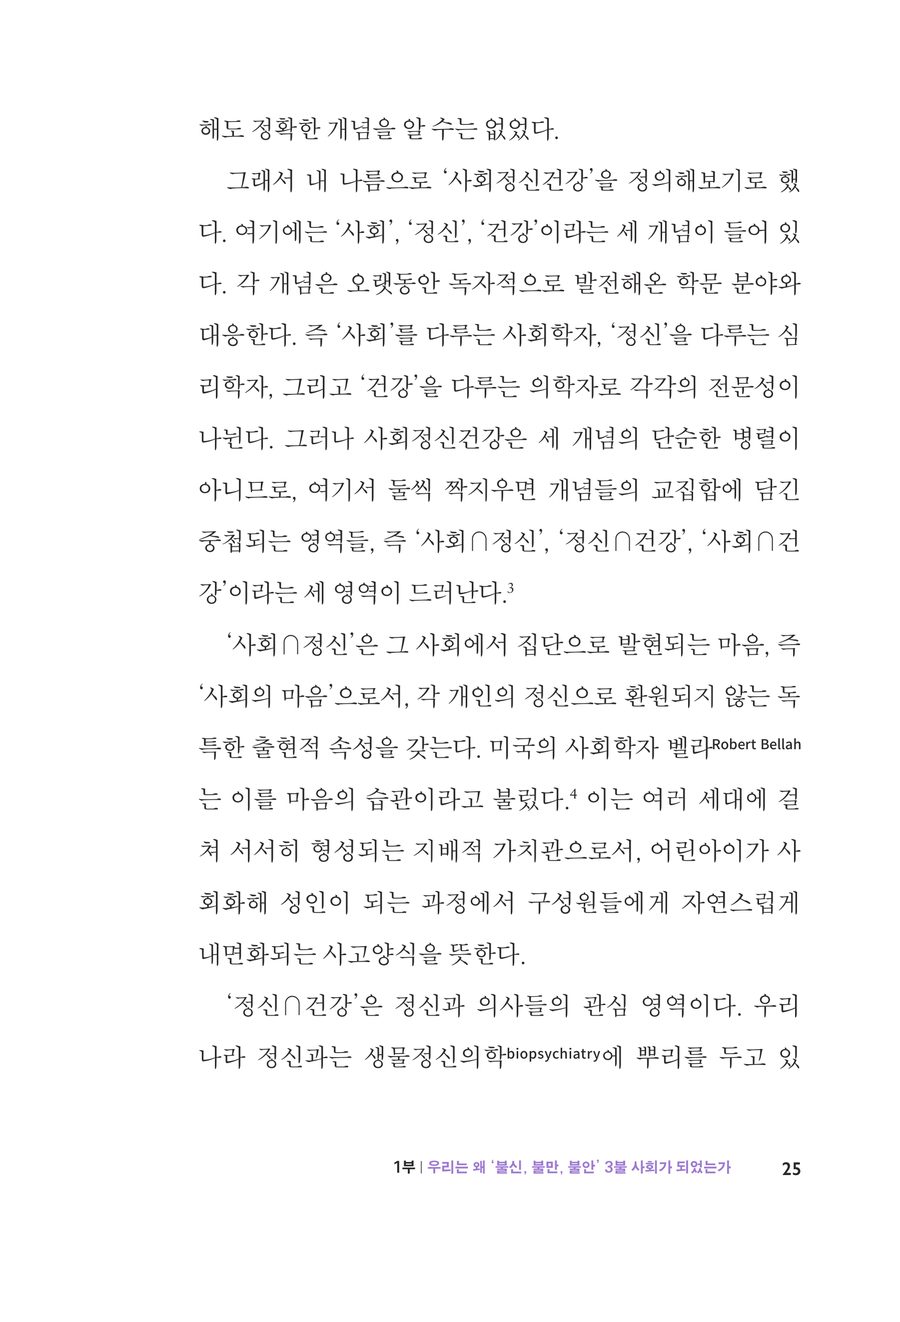 해도 정확한 개념을 알 수는 없었다.
그래서 내 나름으로 ‘사회정신건강’을 정의해보기로 했
다. 여기에는 ‘사회’, ‘정신’, ‘건강’이라는 세 개념이 들어 있
다. 각 개념은 오랫동안 독자적으로 발전해온 학문 분야와
대응한다. 즉 ‘사회’를 다루는 사회학자, ‘정신’을 다루는 심
리학자, 그리고 ‘건강’을 다루는 의학자로 각각의 전문성이
나뉜다. 그러나 사회정신건강은 세 개념의 단순한 병렬이
아니므로, 여기서 둘씩 짝지우면 개념들의 교집합에 담긴
중첩되는 영역들, 즉 ‘사회∩정신’, ‘정신∩건강’, ‘사회∩건
강’이라는 세 영역이 드러난다.³
‘사회∩정신’은 그 사회에서 집단으로 발현되는 마음, 즉
‘사회의 마음’으로서, 각 개인의 정신으로 환원되지 않는 독
특한 출현적 속성을 갖는다. 미국의 사회학자 벨라Robert Bellah
는 이를 마음의 습관이라고 불렀다.⁴ 이는 여러 세대에 걸
쳐 서서히 형성되는 지배적 가치관으로서, 어린아이가 사
회화해 성인이 되는 과정에서 구성원들에게 자연스럽게
내면화되는 사고양식을 뜻한다.
‘정신∩건강’은 정신과 의사들의 관심 영역이다. 우리
나라 정신과는 생물정신의학biopsychiatry에 뿌리를 두고 있
1부 | 우리는 왜 ‘불신, 불만, 불안’ 3불 사회가 되었는가 25